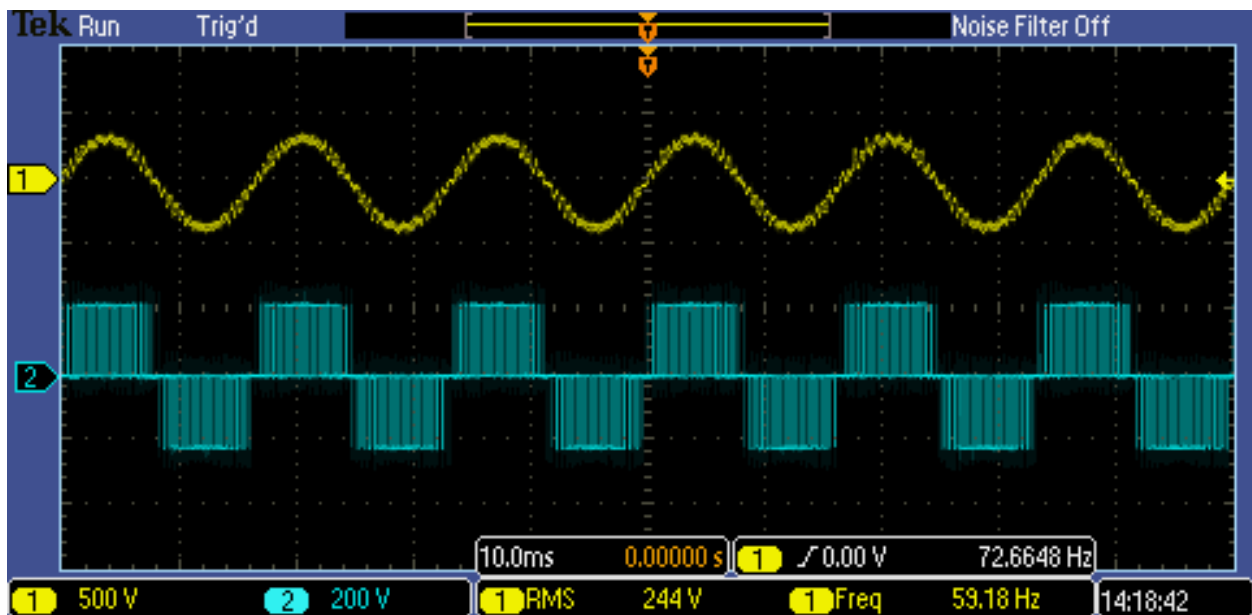 Tek Run Trig'd Noise Filter Off
T
T
1
2
10.0ms 0.00000 s 1 0.00 V 72.6648 Hz
1 500 V 2 200 V 1 RMS 244 V 1 Freq 59.18 Hz 14:18:42